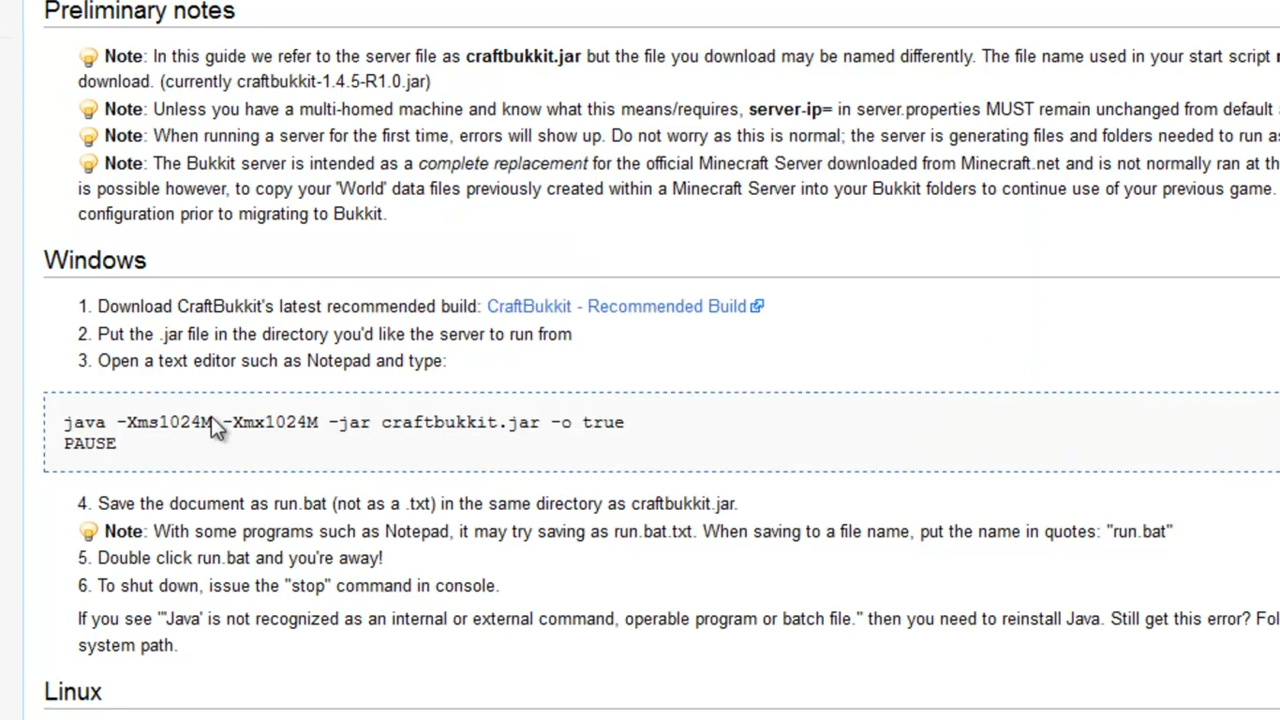 Preliminary notes
Note: In this guide we refer to the server file as craftbukkit.jar but the file you download may be named differently. The file name used in your start script
download. (currently craftbukkit-1.4.5-R1.0.jar)
Note: Unless you have a multi-homed machine and know what this means/requires, server-ip= in server.properties MUST remain unchanged from default
Note: When running a server for the first time, errors will show up. Do not worry as this is normal; the server is generating files and folders needed to run
Note: The Bukkit server is intended as a complete replacement for the official Minecraft Server downloaded from Minecraft.net and is not normally ran at
is possible however, to copy your 'World' data files previously created within a Minecraft Server into your Bukkit folders to continue use of your previous game.
configuration prior to migrating to Bukkit.
Windows
1. Download CraftBukkit's latest recommended build: CraftBukkit - Recommended Build
2. Put the .jar file in the directory you'd like the server to run from
3. Open a text editor such as Notepad and type:
java -Xms1024M -Xmx1024M -jar craftbukkit.jar -o true
PAUSE
4. Save the document as run.bat (not as a .txt) in the same directory as craftbukkit.jar.
Note: With some programs such as Notepad, it may try saving as run.bat.txt. When saving to a file name, put the name in quotes: "run.bat"
5. Double click run.bat and you're away!
6. To shut down, issue the "stop" command in console.
If you see "'Java' is not recognized as an internal or external command, operable program or batch file." then you need to reinstall Java. Still get this error?
system path.
Linux